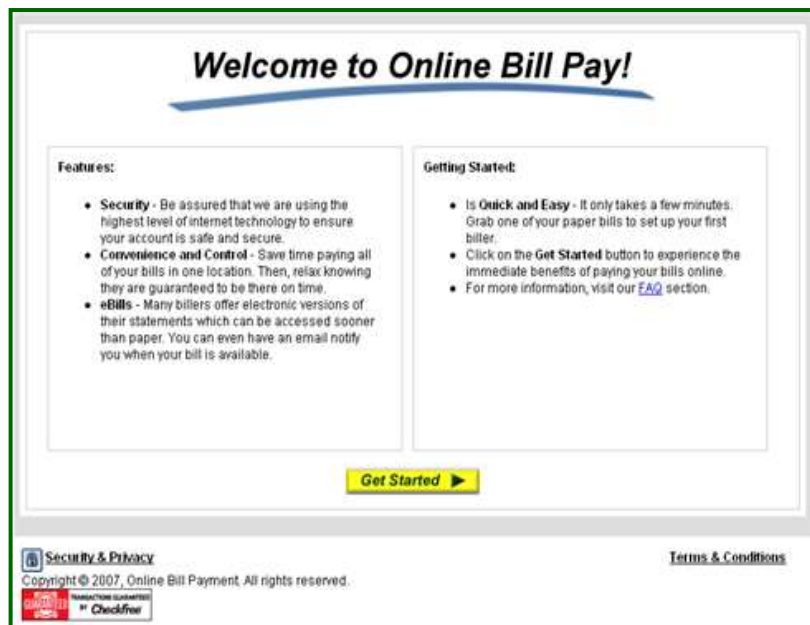 Welcome to Online Bill Pay!
Features:
• Security - Be assured that we are using the
highest level of internet technology to ensure
your account is safe and secure.
• Convenience and Control - Save time paying all
of your bills in one location. Then, relax knowing
they are guaranteed to be there on time.
• eBills - Many billers offer electronic versions of
their statements which can be accessed sooner
than paper. You can even have an email notify
you when your bill is available.
Getting Started:
• Is Quick and Easy - It only takes a few minutes.
Grab one of your paper bills to set up your first
biller.
• Click on the Get Started button to experience the
immediate benefits of paying your bills online.
• For more information, visit our FAQ section.
Get Started
Security & Privacy
Terms & Conditions
Copyright © 2007, Online Bill Payment. All rights reserved.
GUARANTEED
TRANSACTIONS GUARANTEED
BY Checkfree